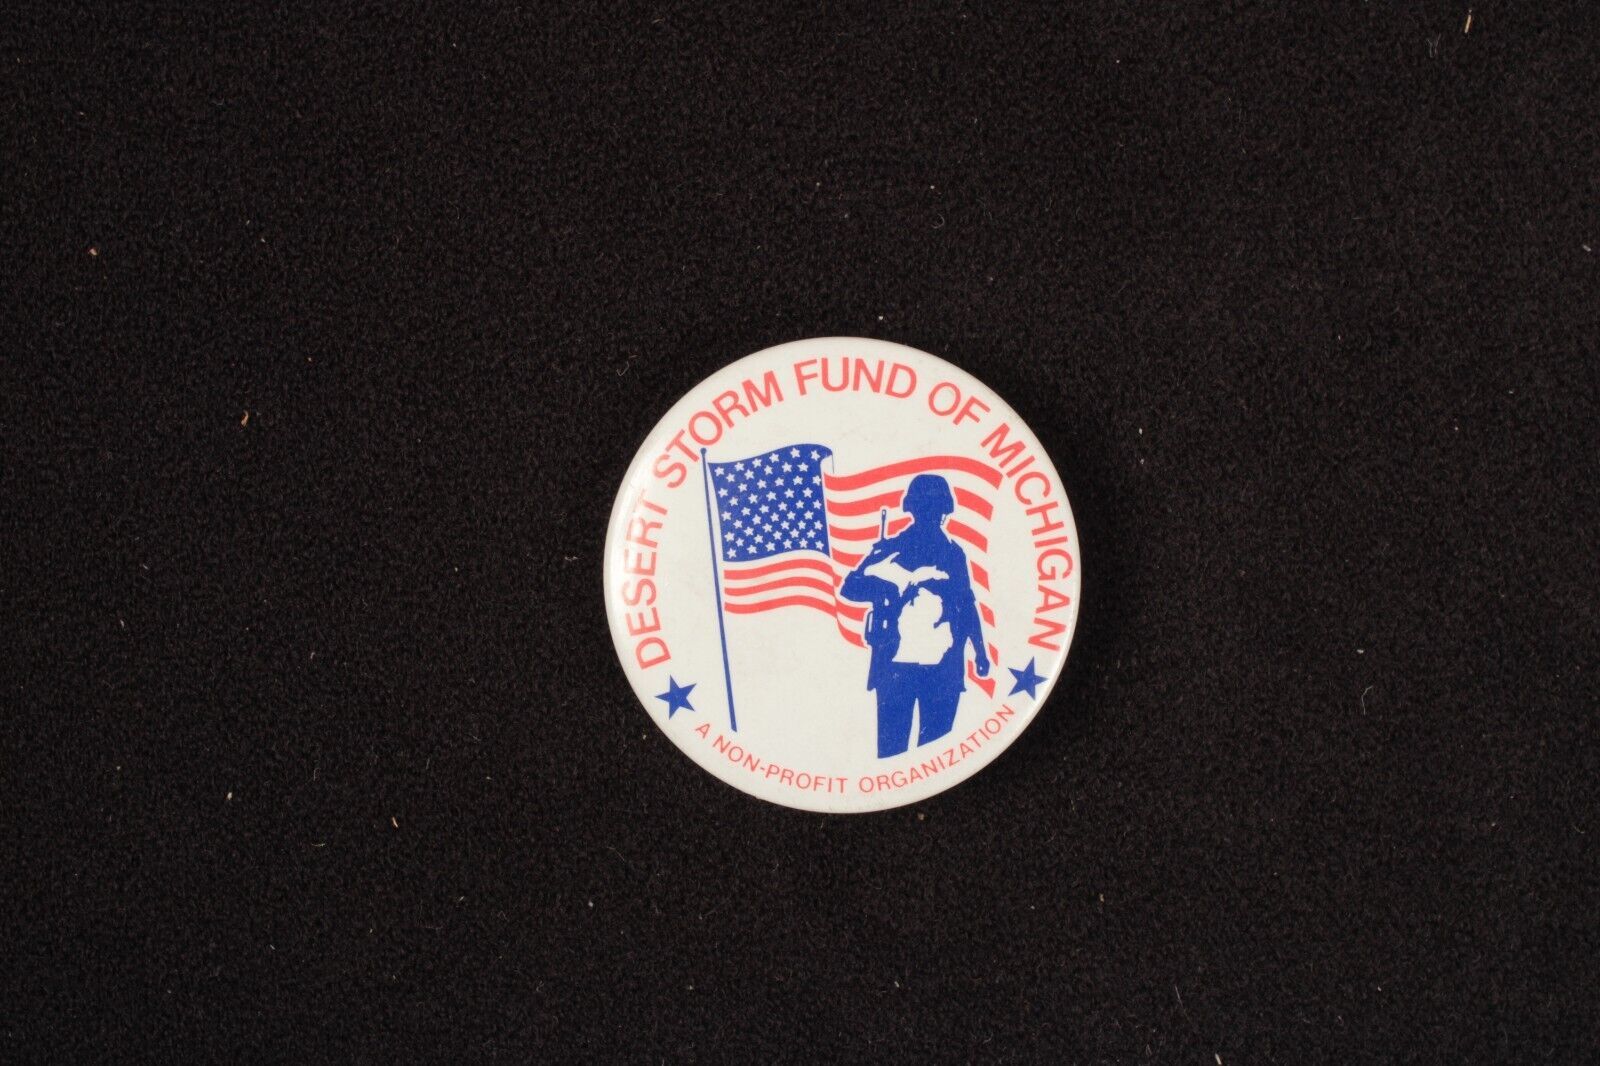 DESERT STORM FUND OF MICHIGAN
A NON-PROFIT ORGANIZATION